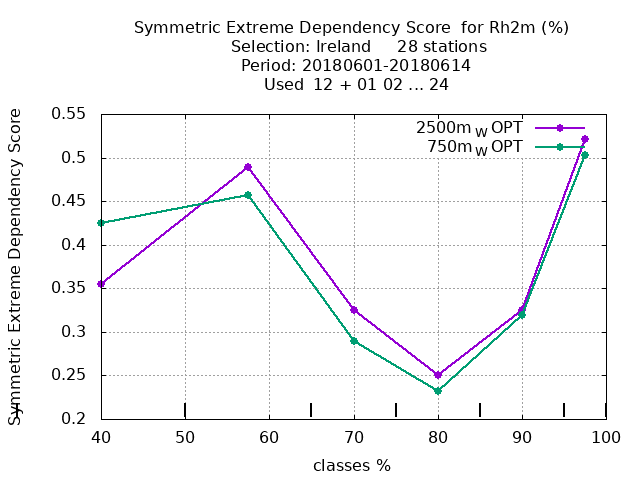 Symmetric Extreme Dependency Score for Rh2m (%)
Selection: Ireland 28 stations
Period: 20180601-20180614
Used 12 + 01 02 ... 24
Symmetric Extreme Dependency Score
0.55
0.5
0.45
0.4
0.35
0.3
0.25
0.2
2500m W OPT
750m W OPT
40 50 60 70 80 90 100
classes %